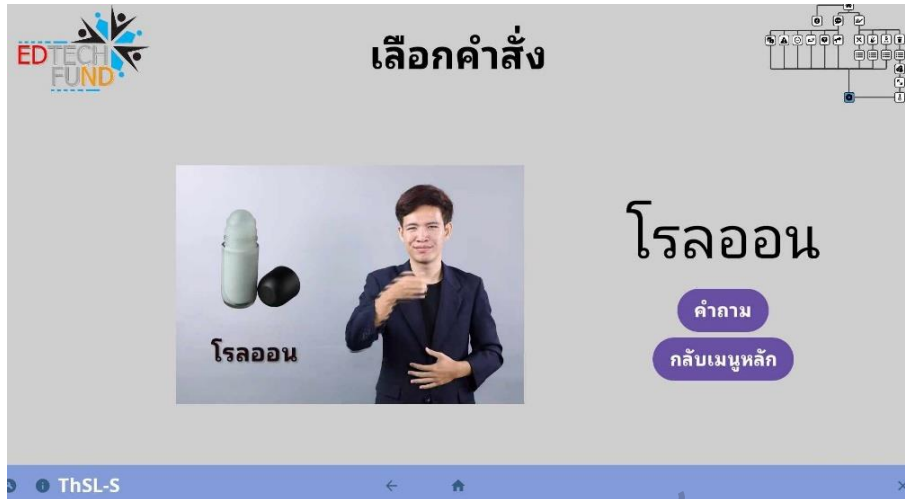 EDTECH
FUND
เลือกคำสั่ง
โรลออน
โรลออน
คำถาม
กลับเมนูหลัก
ThSL-S